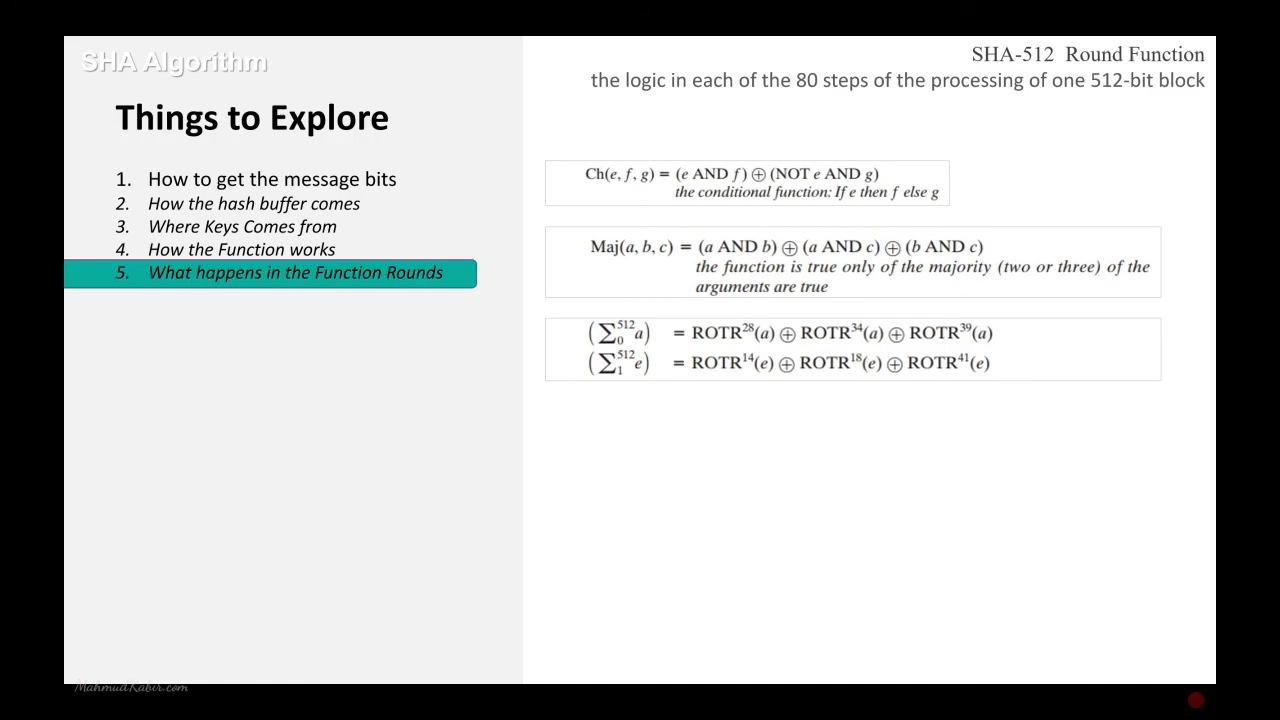 SHA Algorithm
Things to Explore
1. How to get the message bits
2. How the hash buffer comes
3. Where Keys Comes from
4. How the Function works
5. What happens in the Function Rounds
SHA-512 Round Function
the logic in each of the 80 steps of the processing of one 512-bit block
Ch(e, f, g) = (e AND f) ⊕ (NOT e AND g)
the conditional function: If e then f else g
Maj(a, b, c) = (a AND b) ⊕ (a AND c) ⊕ (b AND c)
the function is true only of the majority (two or three) of the
arguments are true
(∑₀⁵¹²a) = ROTR²⁸(a) ⊕ ROTR³⁴(a) ⊕ ROTR³⁹(a)
(∑₁⁵¹²e) = ROTR¹⁴(e) ⊕ ROTR¹⁸(e) ⊕ ROTR⁴¹(e)
MahmudKabir.com